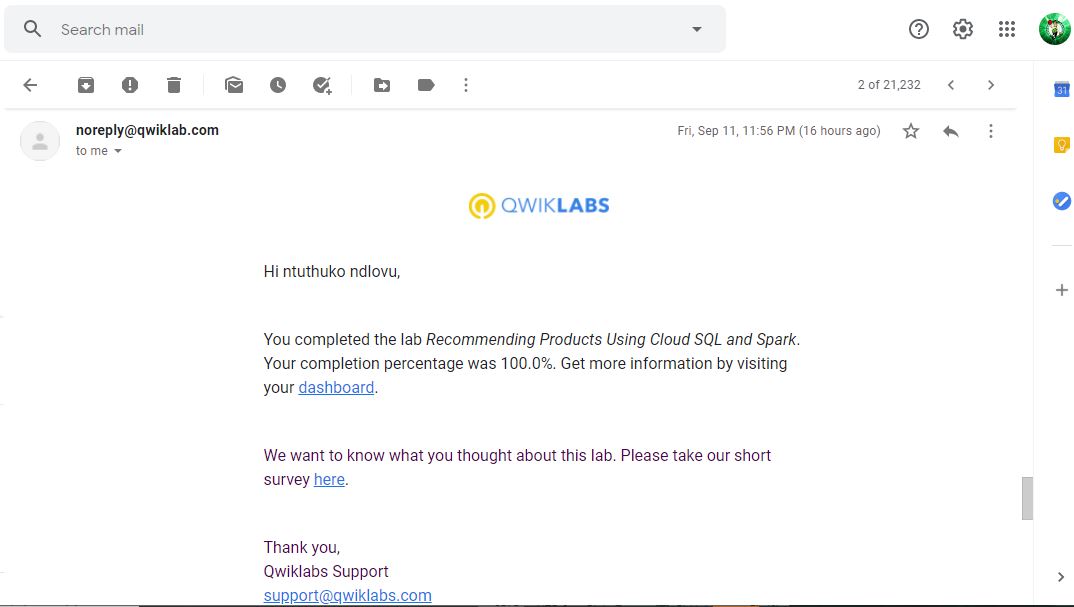 Search mail
2 of 21,232
31
noreply@qwiklab.com
Fri, Sep 11, 11:56 PM (16 hours ago)
to me
QWIKLABS
Hi ntuthuko ndlovu,
You completed the lab Recommending Products Using Cloud SQL and Spark.
Your completion percentage was 100.0%. Get more information by visiting
your dashboard.
We want to know what you thought about this lab. Please take our short
survey here.
Thank you,
Qwiklabs Support
support@qwiklabs.com